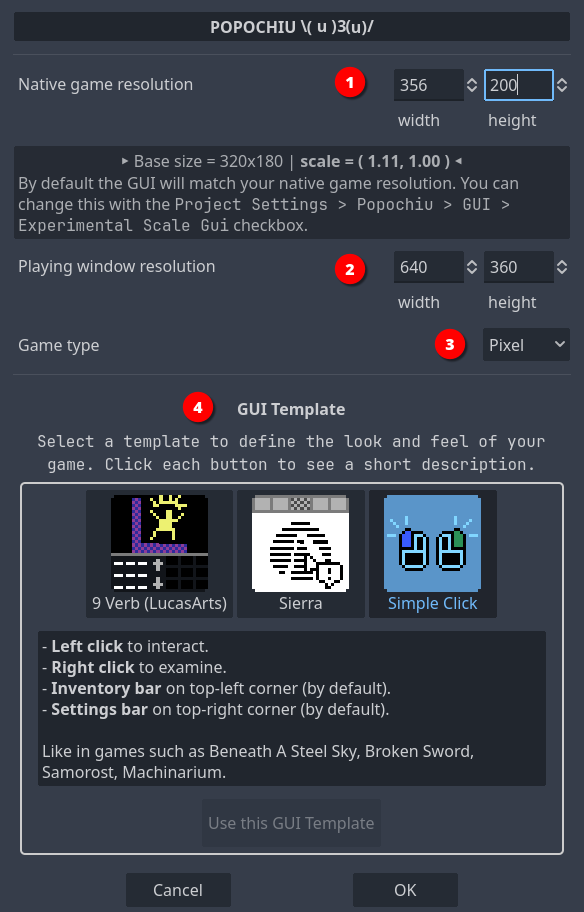 POPOCHIU \( u )3(u)/
Native game resolution 1 356 200
width height
▸ Base size = 320x180 | scale = ( 1.11, 1.00 ) ◂
By default the GUI will match your native game resolution. You can
change this with the Project Settings > Popochiu > GUI >
Experimental Scale Gui checkbox.
Playing window resolution 2 640 360
width height
Game type 3 Pixel
4 GUI Template
Select a template to define the look and feel of your
game. Click each button to see a short description.
9 Verb (LucasArts) Sierra Simple Click
- Left click to interact.
- Right click to examine.
- Inventory bar on top-left corner (by default).
- Settings bar on top-right corner (by default).
Like in games such as Beneath A Steel Sky, Broken Sword,
Samorost, Machinarium.
Use this GUI Template
Cancel OK